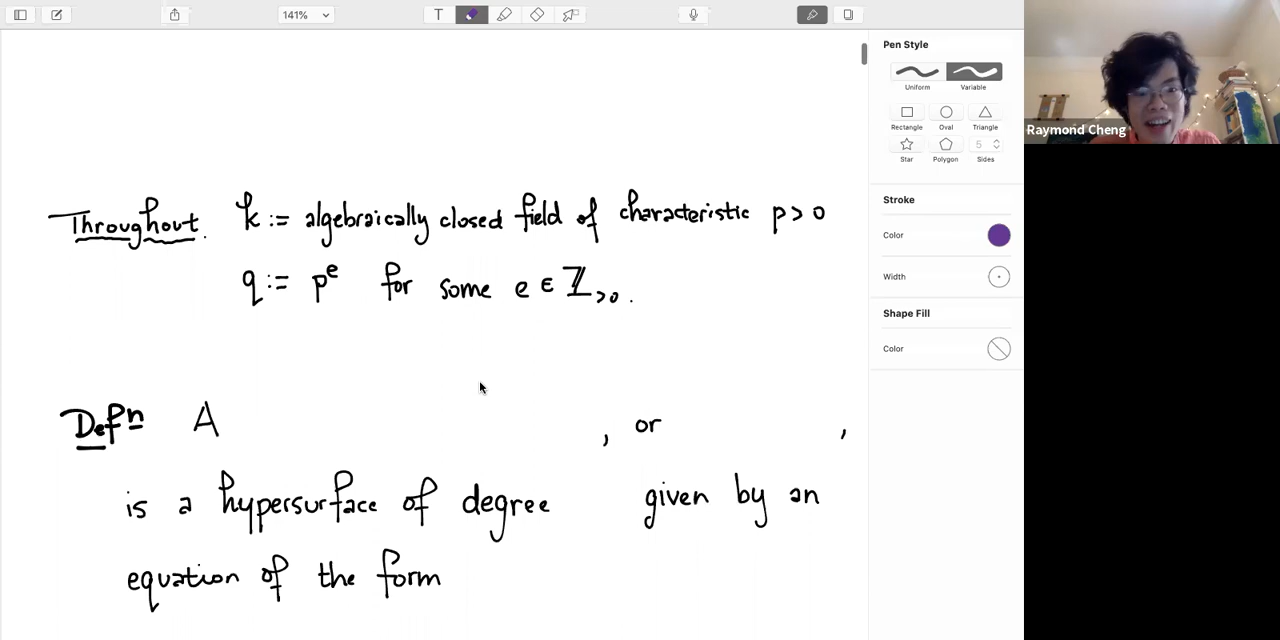 141%
T
Pen Style
Uniform Variable
Rectangle Oval Triangle
5
Star Polygon Sides
Stroke
Color
Width
Shape Fill
Color
Raymond Cheng
Throughout. k := algebraically closed field of characteristic p > 0
q := p^e for some e ∈ ℤ_{>0}.
Defn A , or ,
is a hypersurface of degree given by an
equation of the form